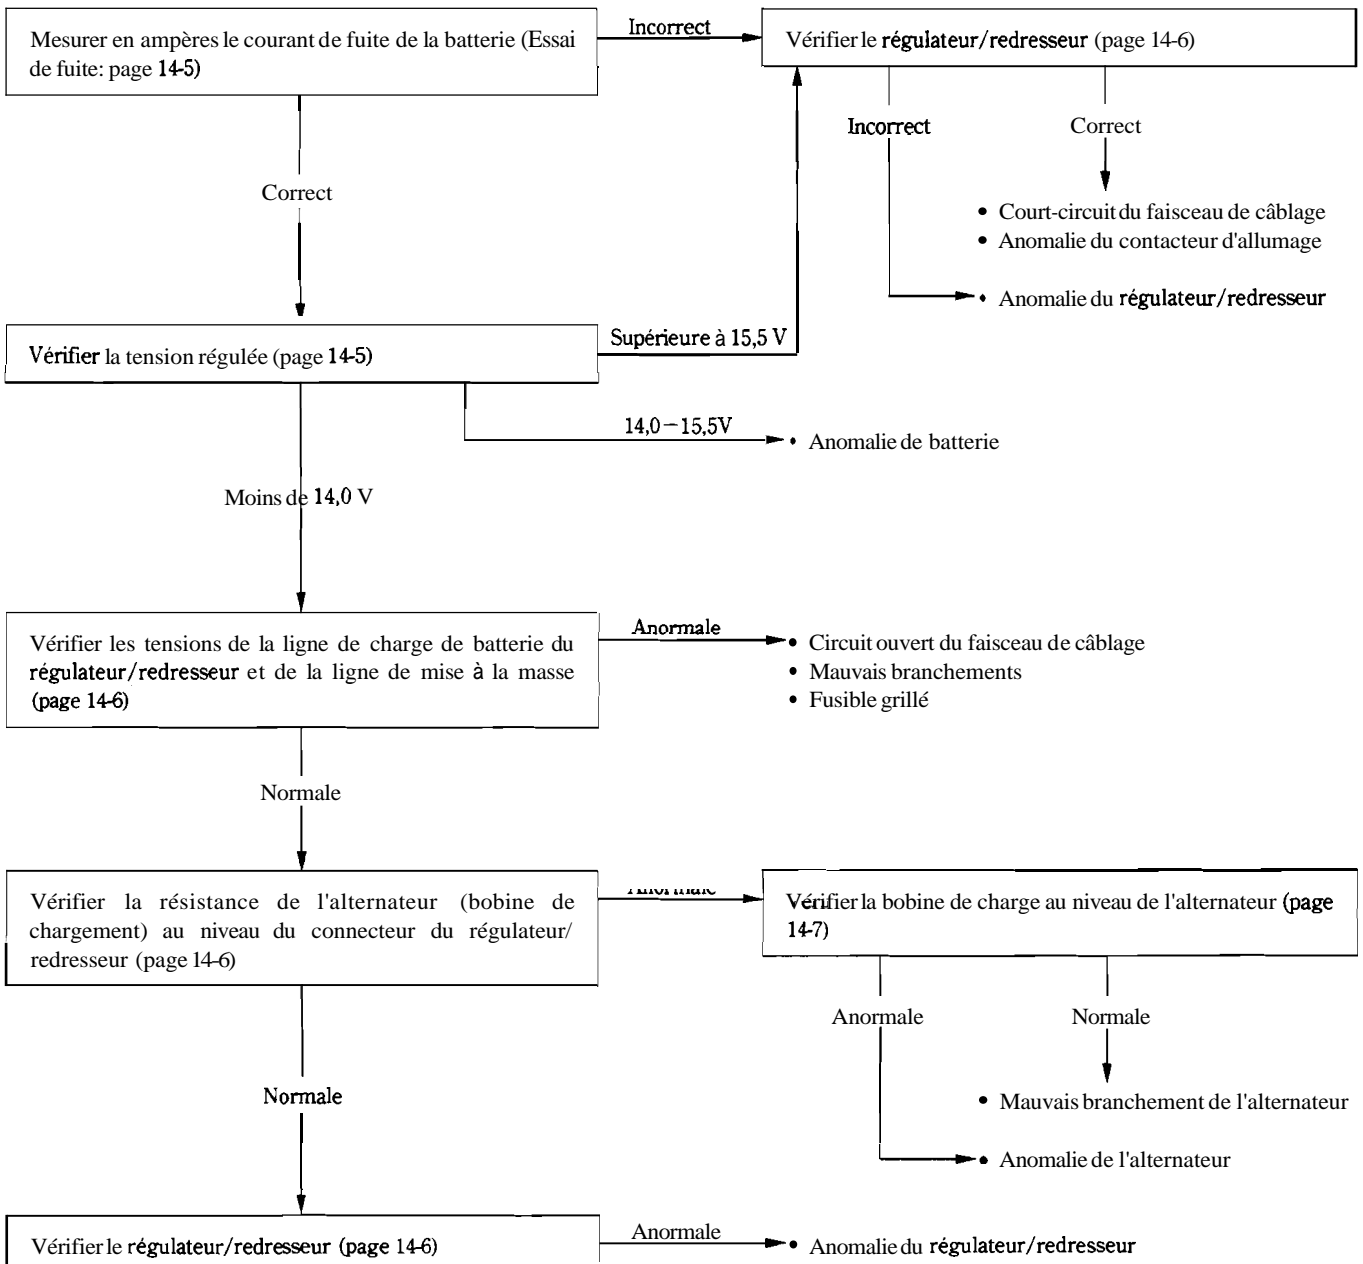 Mesurer en ampères le courant de fuite de la batterie (Essai
de fuite: page 14-5)
Incorrect
Vérifier le régulateur/redresseur (page 14-6)
Incorrect
Correct
Correct
• Court-circuit du faisceau de câblage
• Anomalie du contacteur d'allumage
• Anomalie du régulateur/redresseur
Vérifier la tension régulée (page 14-5)
Supérieure à 15,5 V
14,0–15,5V
• Anomalie de batterie
Moins de 14,0 V
Vérifier les tensions de la ligne de charge de batterie du
régulateur/redresseur et de la ligne de mise à la masse
(page 14-6)
Anormale
• Circuit ouvert du faisceau de câblage
• Mauvais branchements
• Fusible grillé
Normale
Vérifier la résistance de l'alternateur (bobine de
chargement) au niveau du connecteur du régulateur/
redresseur (page 14-6)
Anormale
Vérifier la bobine de charge au niveau de l'alternateur (page
14-7)
Anormale
Normale
Normale
• Mauvais branchement de l'alternateur
• Anomalie de l'alternateur
Vérifier le régulateur/redresseur (page 14-6)
Anormale
• Anomalie du régulateur/redresseur